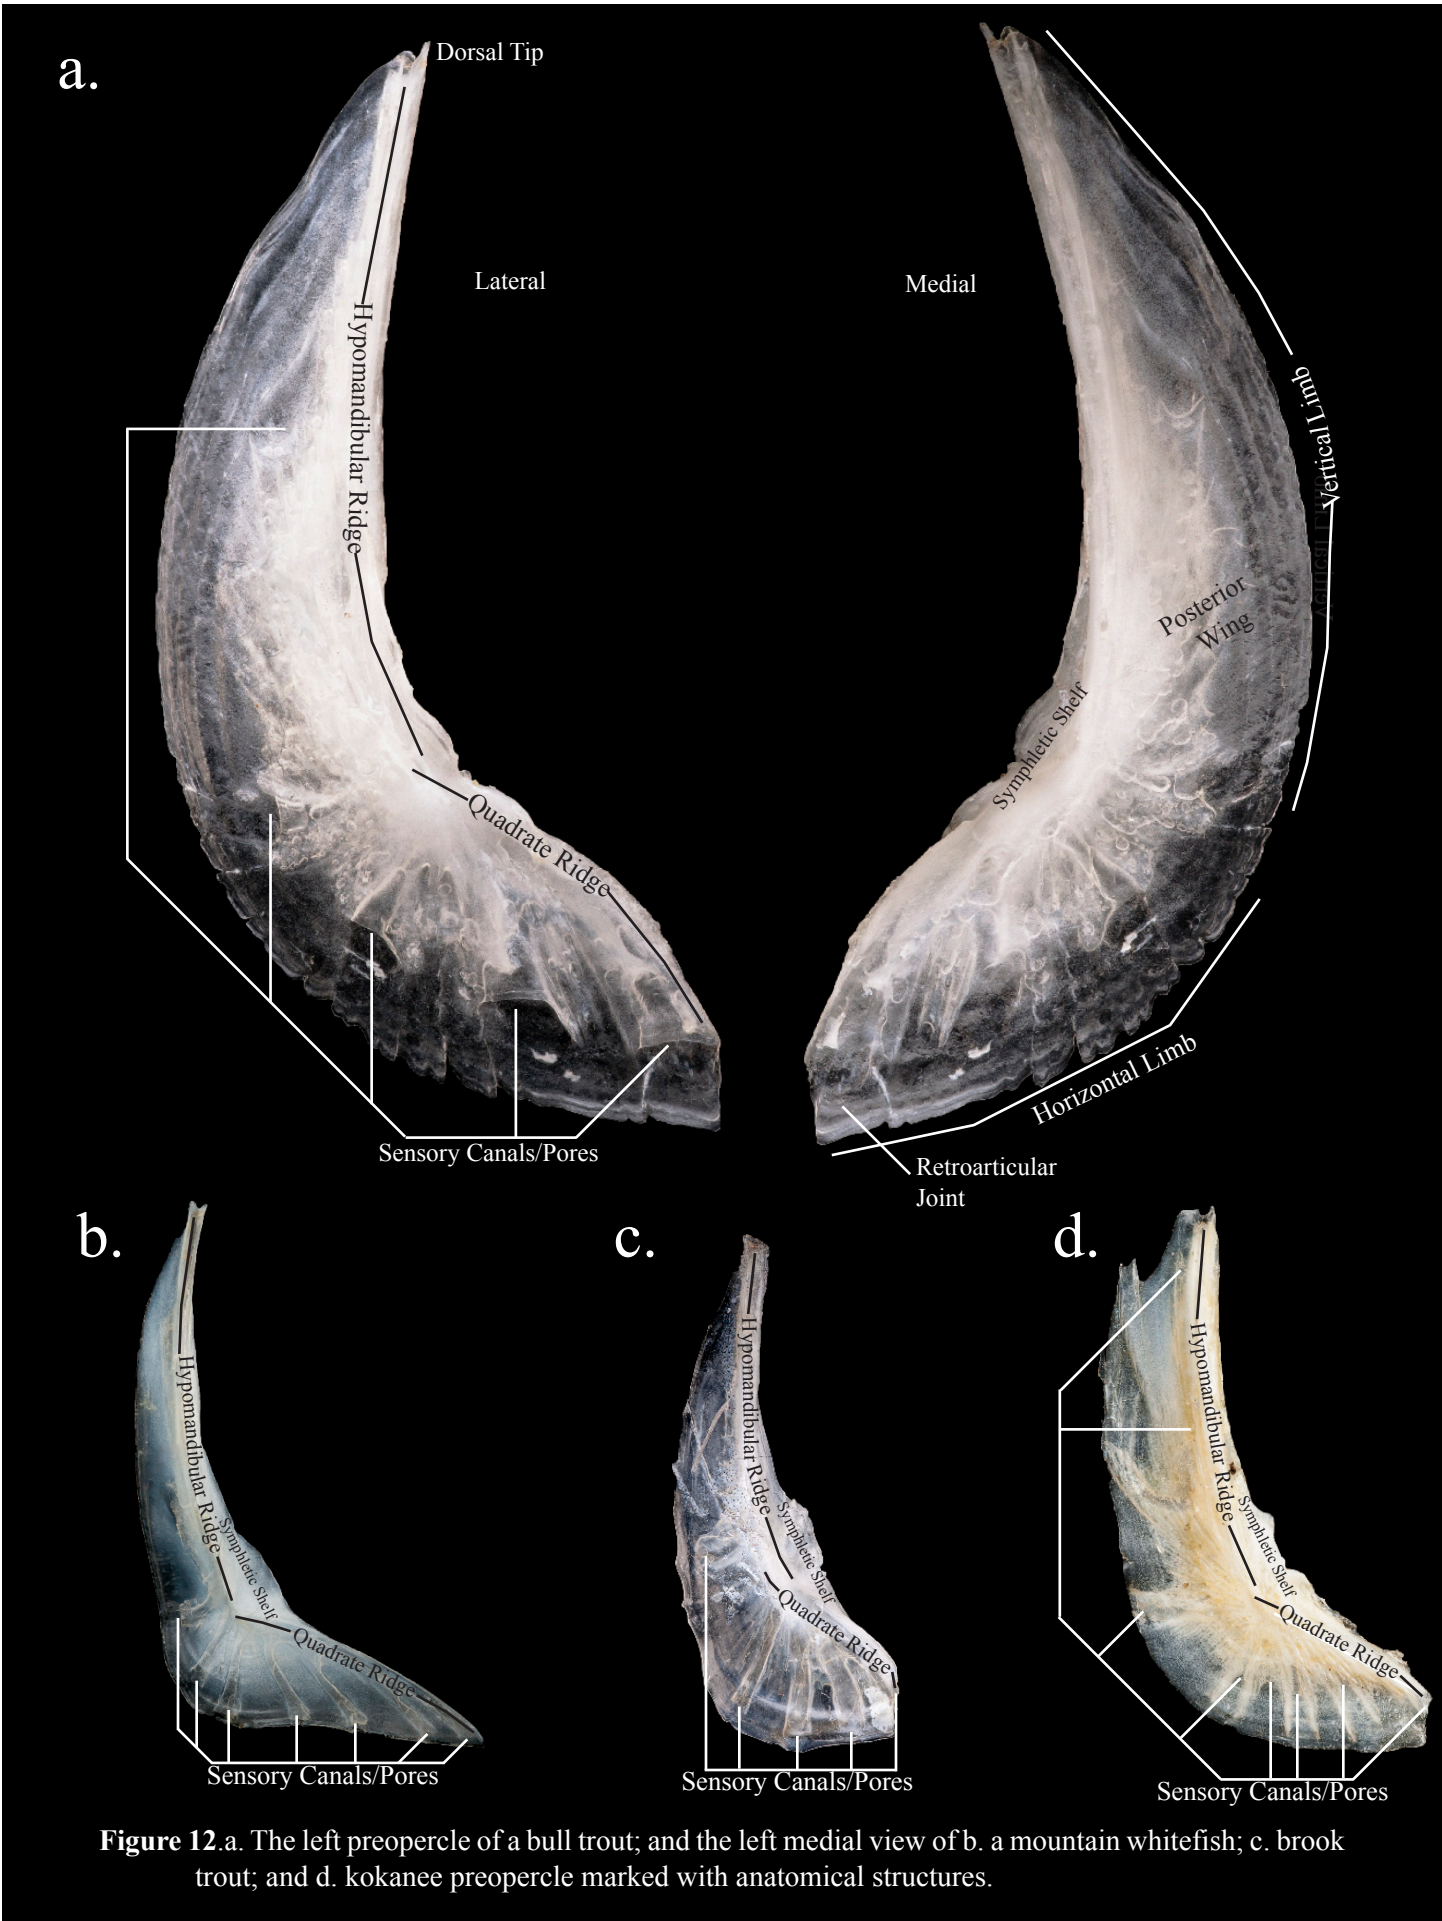 a.
Dorsal Tip
Lateral
Medial
Hypomandibular Ridge
Vertical Limb
Vertical Limb
Posterior
Wing
Symphletic Shelf
Quadrate Ridge
Horizontal Limb
Sensory Canals/Pores
Retroarticular
Joint
b.
Hypomandibular Ridge
Symphletic Shelf
Quadrate Ridge
Sensory Canals/Pores
c.
Hypomandibular Ridge
Symphletic Shelf
Quadrate Ridge
Sensory Canals/Pores
d.
Hypomandibular Ridge
Symphletic Shelf
Quadrate Ridge
Sensory Canals/Pores
Figure 12.a. The left preopercle of a bull trout; and the left medial view of b. a mountain whitefish; c. brook
trout; and d. kokanee preopercle marked with anatomical structures.